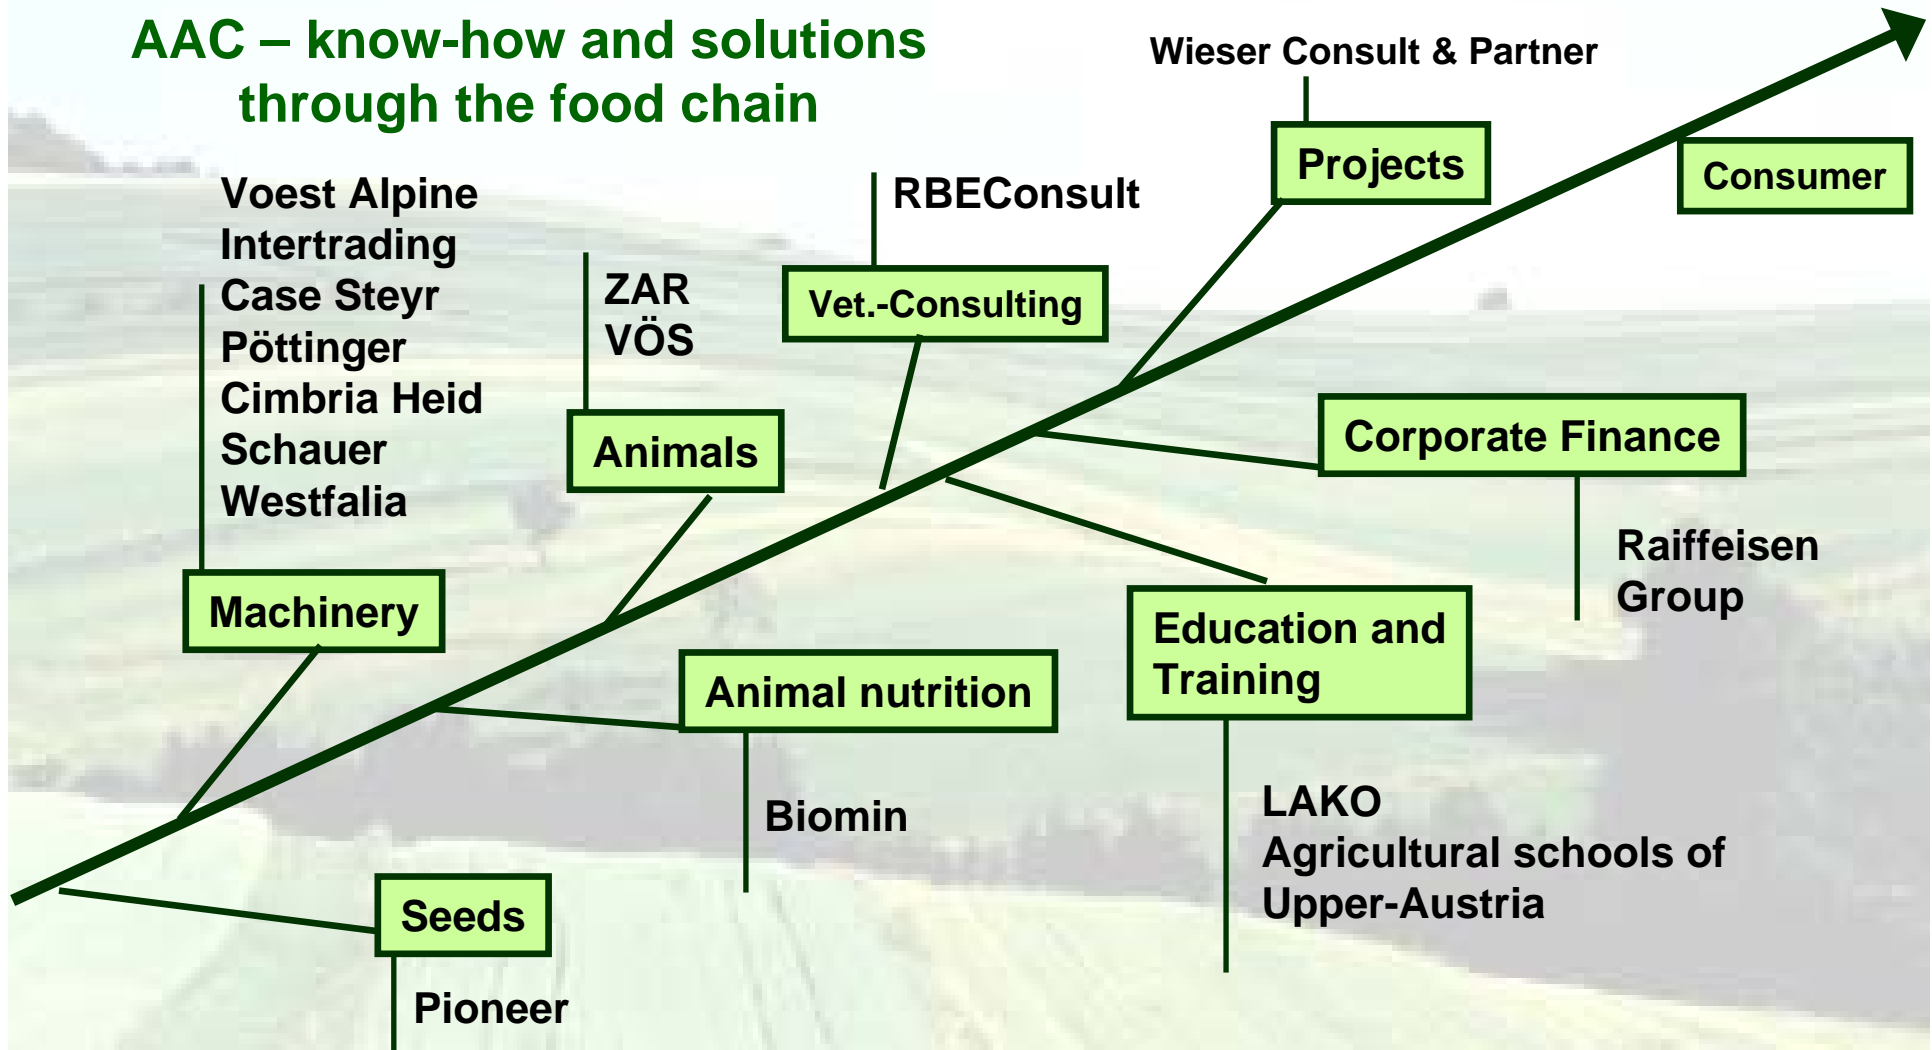 AAC – know-how and solutions
through the food chain
Wieser Consult & Partner
Projects
Consumer
Voest Alpine
Intertrading
Case Steyr
Pöttinger
Cimbria Heid
Schauer
Westfalia
Machinery
ZAR
VÖS
Animals
RBEConsult
Vet.-Consulting
Corporate Finance
Raiffeisen
Group
Education and
Training
LAKO
Agricultural schools of
Upper-Austria
Animal nutrition
Biomin
Seeds
Pioneer